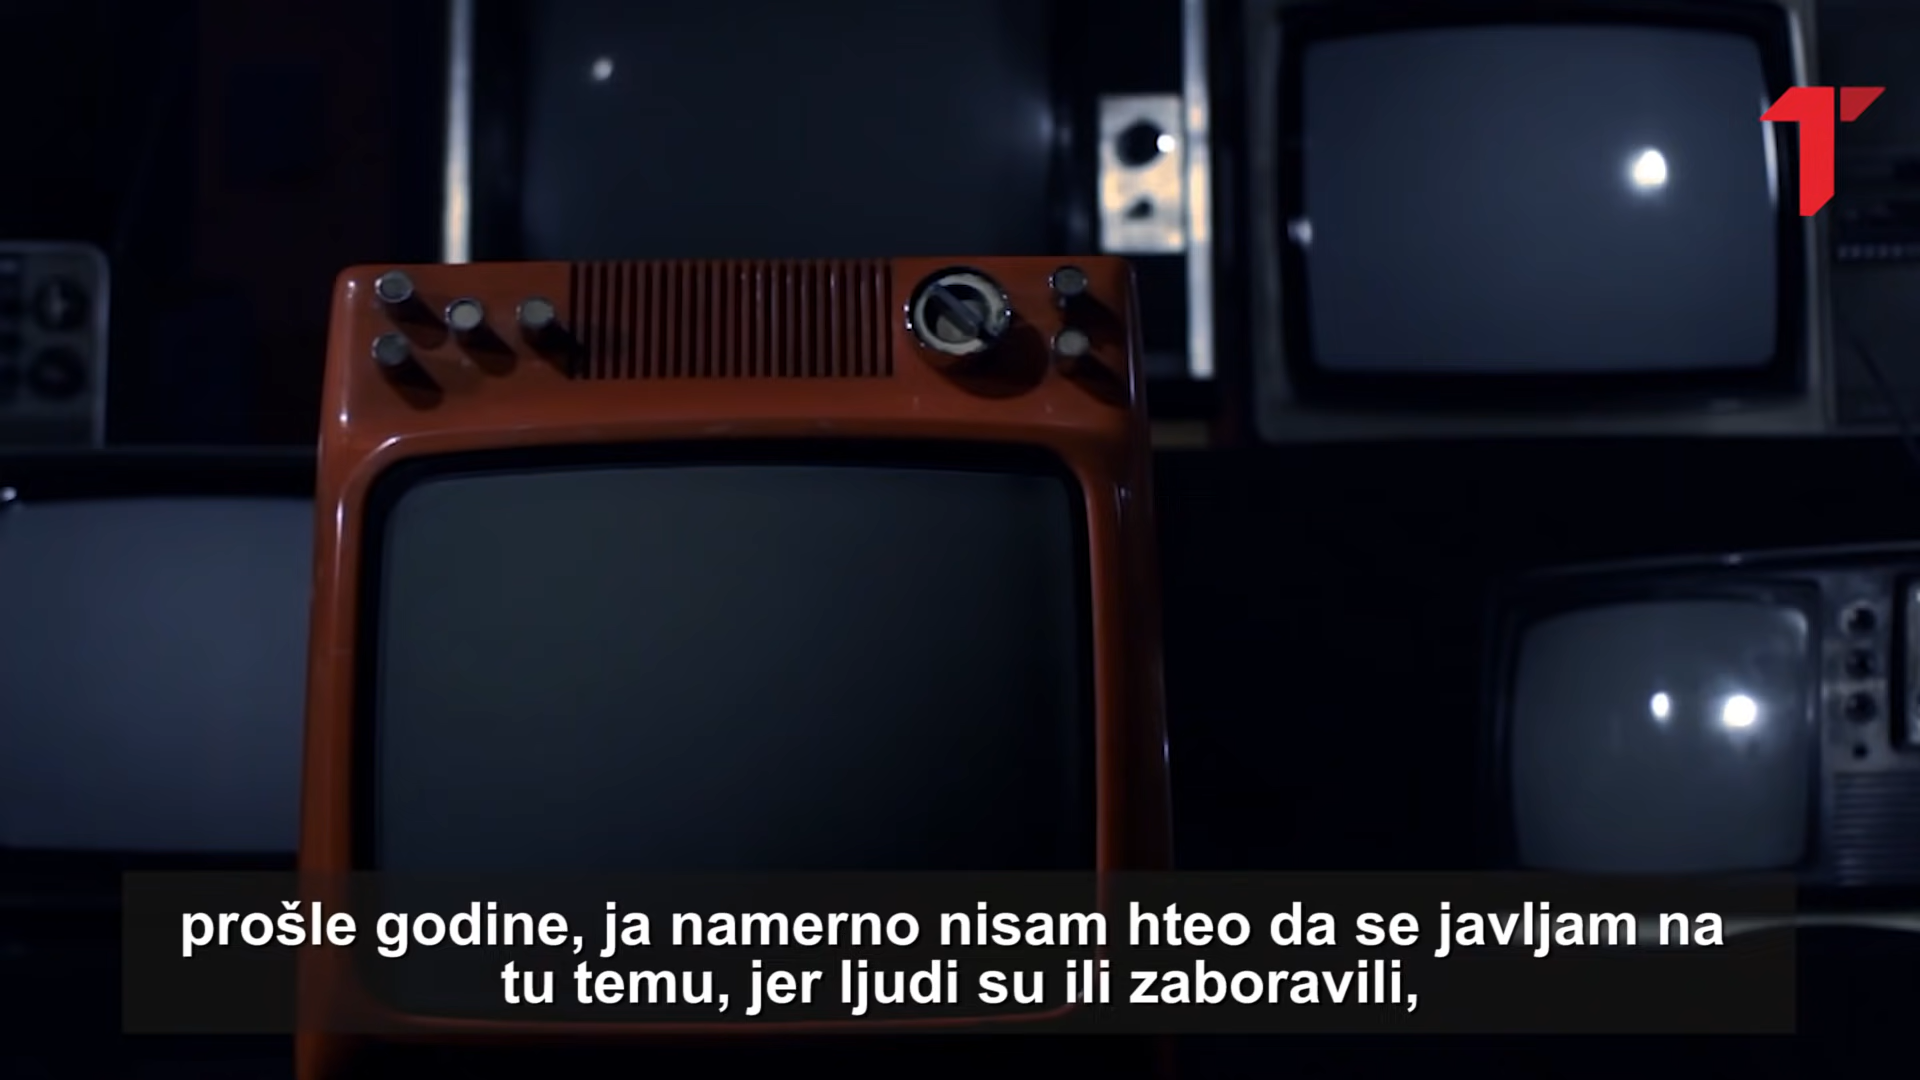 prošle godine, ja namerno nisam hteo da se javljam na
tu temu, jer ljudi su ili zaboravili,